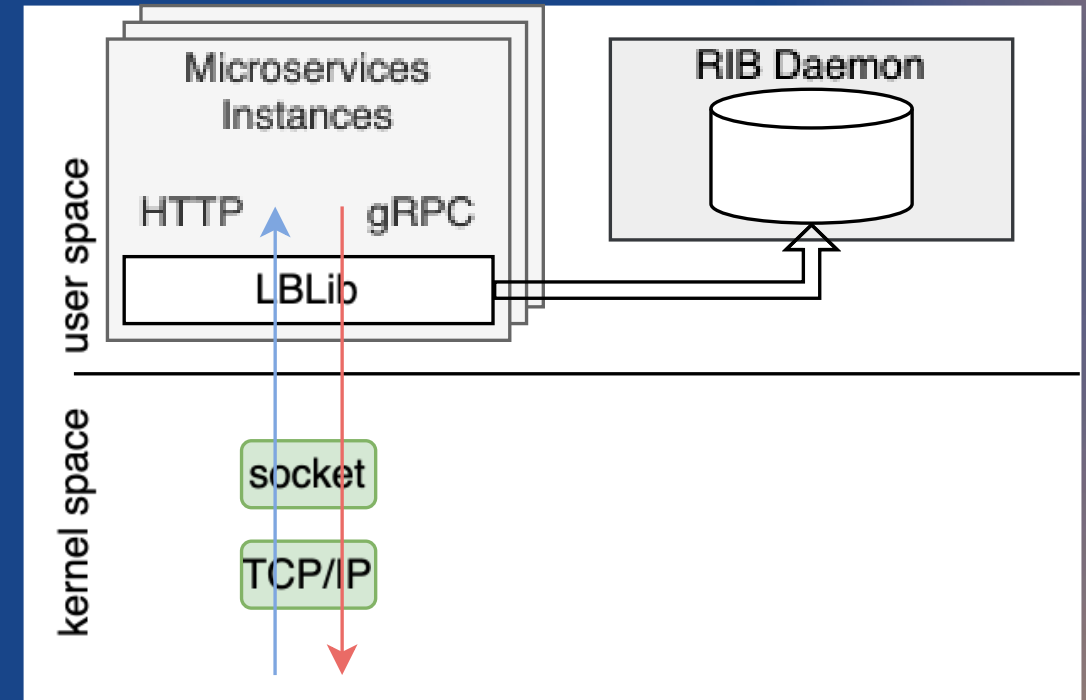 Microservices
Instances
HTTP
gRPC
LBLib
RIB Daemon
user space
kernel space
socket
TCP/IP